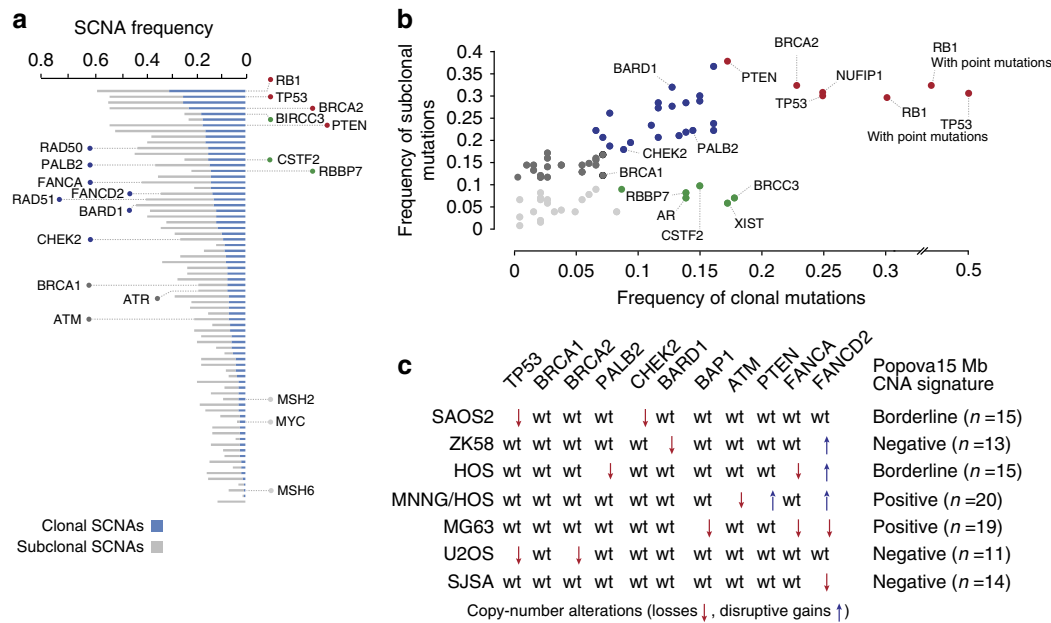 a
SCNA frequency
0.8 0.6 0.4 0.2 0
RB1
TP53
BRCA2
BIRCC3
PTEN
RAD50
CSTF2
PALB2
RBBP7
FANCA
FANCD2
RAD51
BARD1
CHEK2
BRCA1
ATR
ATM
MSH2
MYC
MSH6
Clonal SCNAs
Subclonal SCNAs
b
Frequency of subclonal
mutations
0.4
0.35
0.3
0.25
0.2
0.15
0.1
0.05
0
BRCA2
RB1
With point mutations
BARD1
PTEN
NUFIP1
TP53
RB1
TP53
With point mutations
CHEK2
PALB2
BRCA1
RBBP7
BRCC3
AR
XIST
CSTF2
0 0.05 0.1 0.15 0.2 0.25 0.3 0.5
Frequency of clonal mutations
c
TP53 BRCA1 BRCA2 PALB2 CHEK2 BARD1 BAP1 ATM PTEN FANCA FANCD2
Popova15 Mb
CNA signature
SAOS2 ↓ wt wt wt ↓ wt wt wt wt wt wt Borderline (n =15)
ZK58 wt wt wt wt wt ↓ wt wt wt wt ↑ Negative (n =13)
HOS wt wt wt ↓ wt wt wt wt wt ↓ ↑ Borderline (n =15)
MNNG/HOS wt wt wt wt wt wt wt ↓ ↑ wt ↑ Positive (n =20)
MG63 wt wt wt wt wt wt ↓ wt wt ↓ ↓ Positive (n =19)
U2OS ↓ wt ↓ wt wt wt wt wt wt wt wt Negative (n =11)
SJSA wt wt wt wt wt wt wt wt wt wt ↓ Negative (n =14)
Copy-number alterations (losses ↓, disruptive gains ↑)